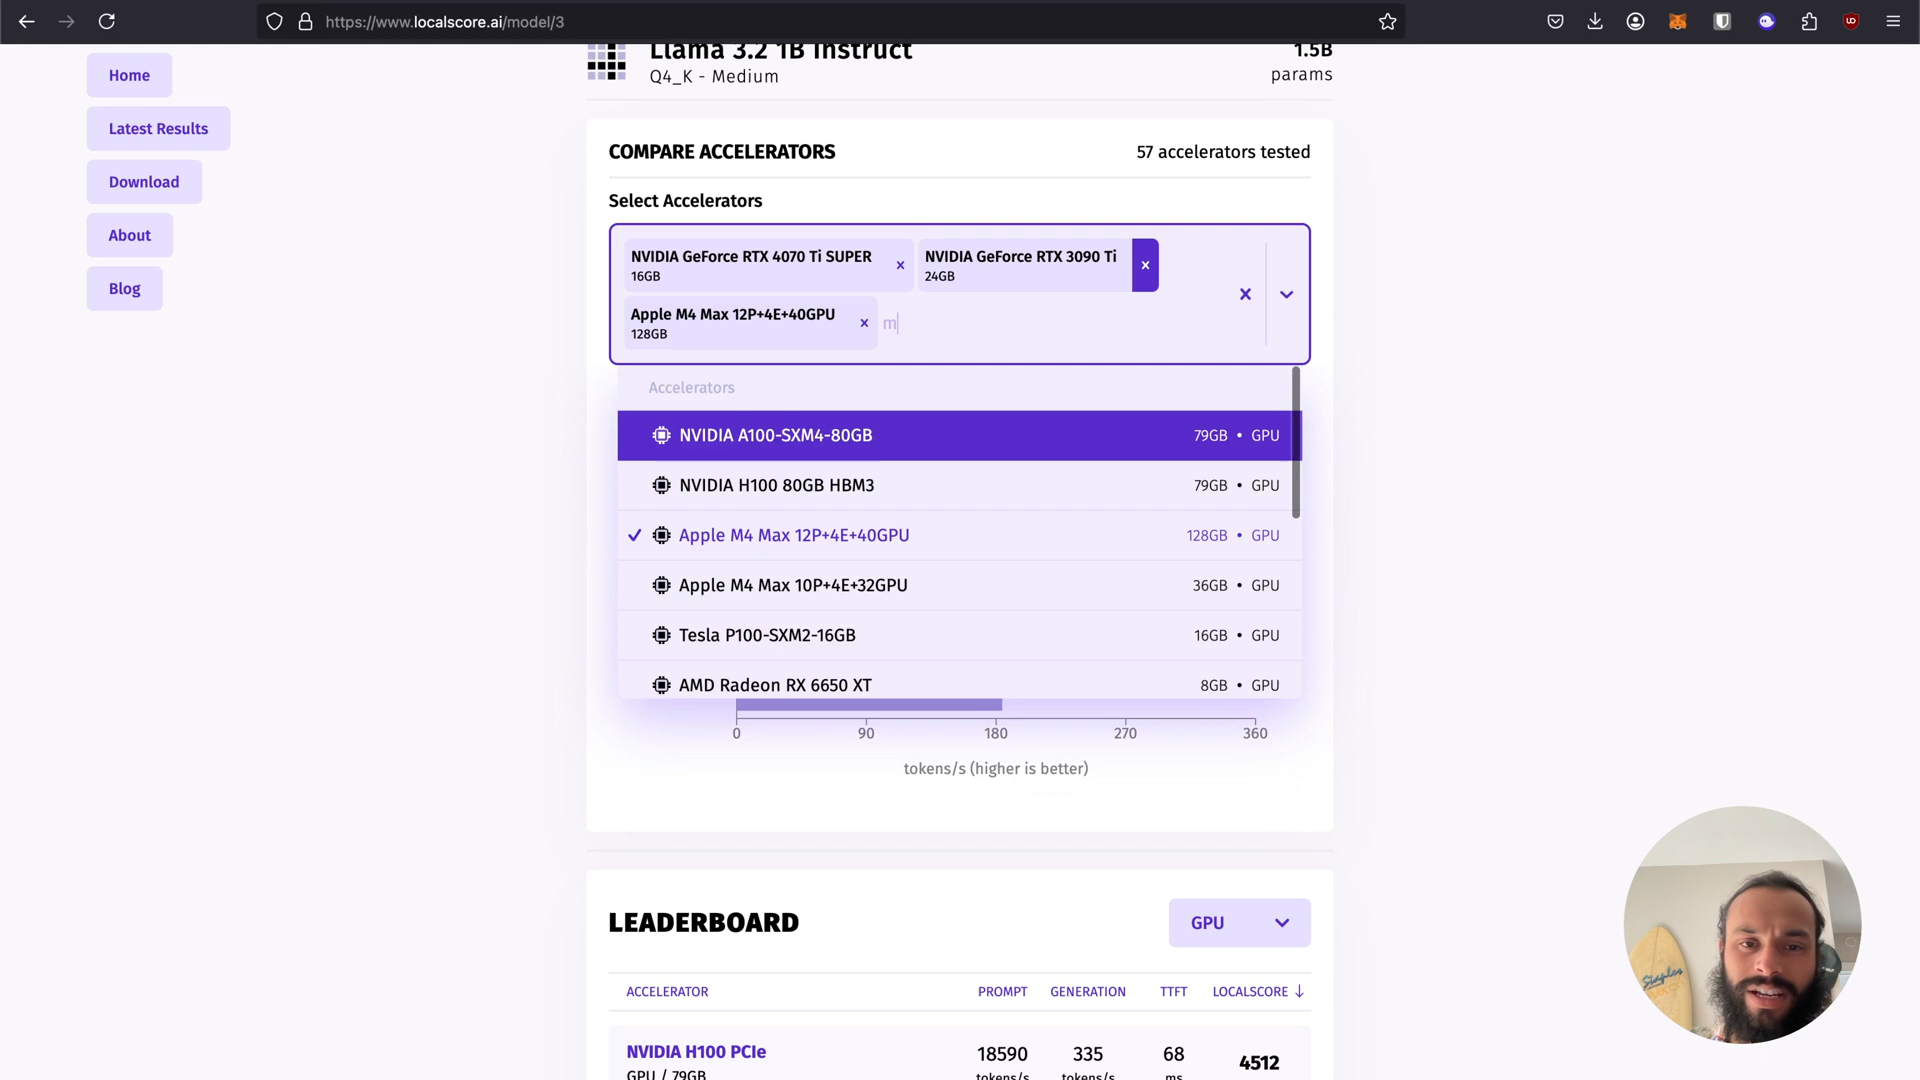 https://www.localscore.ai/model/3
Home
Latest Results
Download
About
Blog
Llama 3.2 1B Instruct
Q4_K - Medium
1.5B
params
COMPARE ACCELERATORS
57 accelerators tested
Select Accelerators
NVIDIA GeForce RTX 4070 Ti SUPER
16GB
NVIDIA GeForce RTX 3090 Ti
24GB
Apple M4 Max 12P+4E+40GPU
128GB
m
Accelerators
NVIDIA A100-SXM4-80GB 79GB • GPU
NVIDIA H100 80GB HBM3 79GB • GPU
Apple M4 Max 12P+4E+40GPU 128GB • GPU
Apple M4 Max 10P+4E+32GPU 36GB • GPU
Tesla P100-SXM2-16GB 16GB • GPU
AMD Radeon RX 6650 XT 8GB • GPU
0 90 180 270 360
tokens/s (higher is better)
LEADERBOARD
GPU
ACCELERATOR PROMPT GENERATION TTFT LOCALSCORE ↓
NVIDIA H100 PCIe 18590 335 68 4512
GPU / 79GB tokens/s tokens/s ms